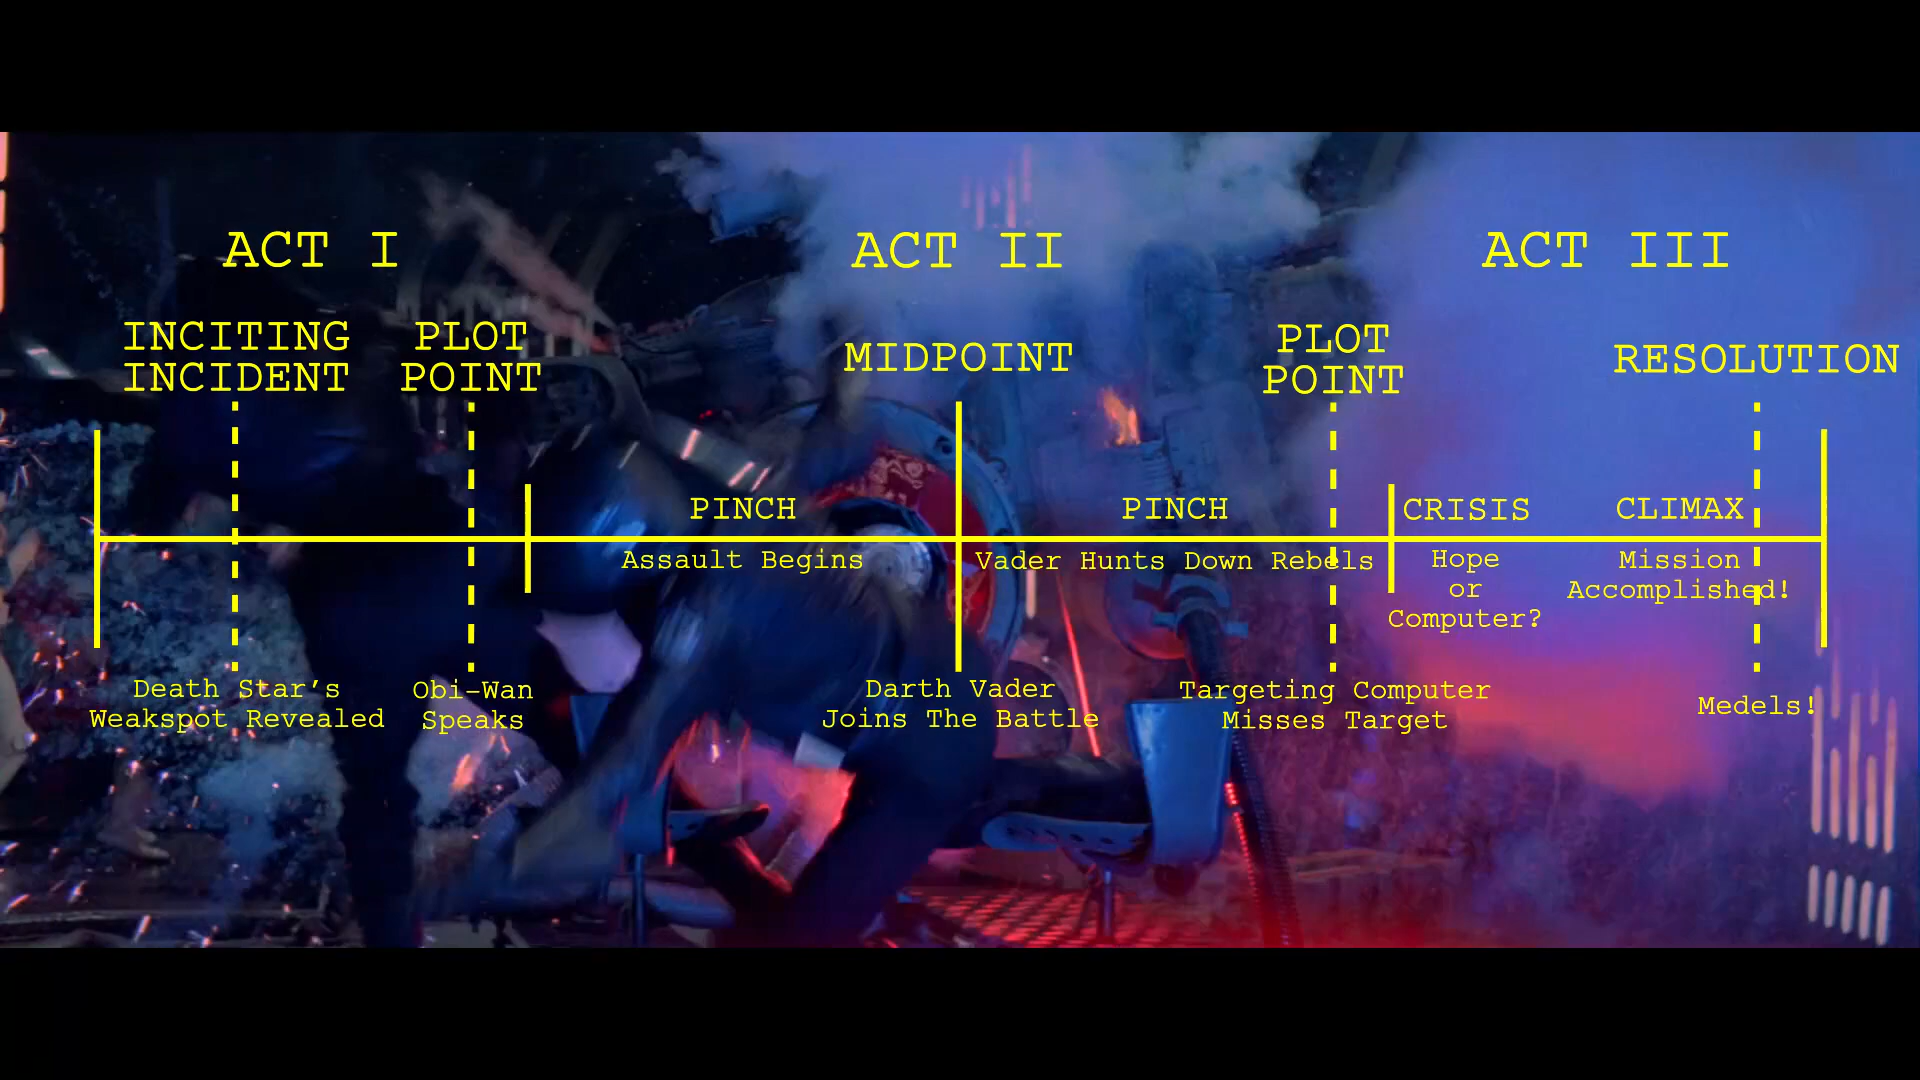 ACT I
ACT II
ACT III
INCITING
INCIDENT
PLOT
POINT
MIDPOINT
PLOT
POINT
RESOLUTION
PINCH
PINCH
CRISIS
CLIMAX
Assault Begins
Vader Hunts Down Rebels
Hope
or
Computer?
Mission
Accomplished!
Death Star's
Weakspot Revealed
Obi-Wan
Speaks
Darth Vader
Joins The Battle
Targeting Computer
Misses Target
Medels!